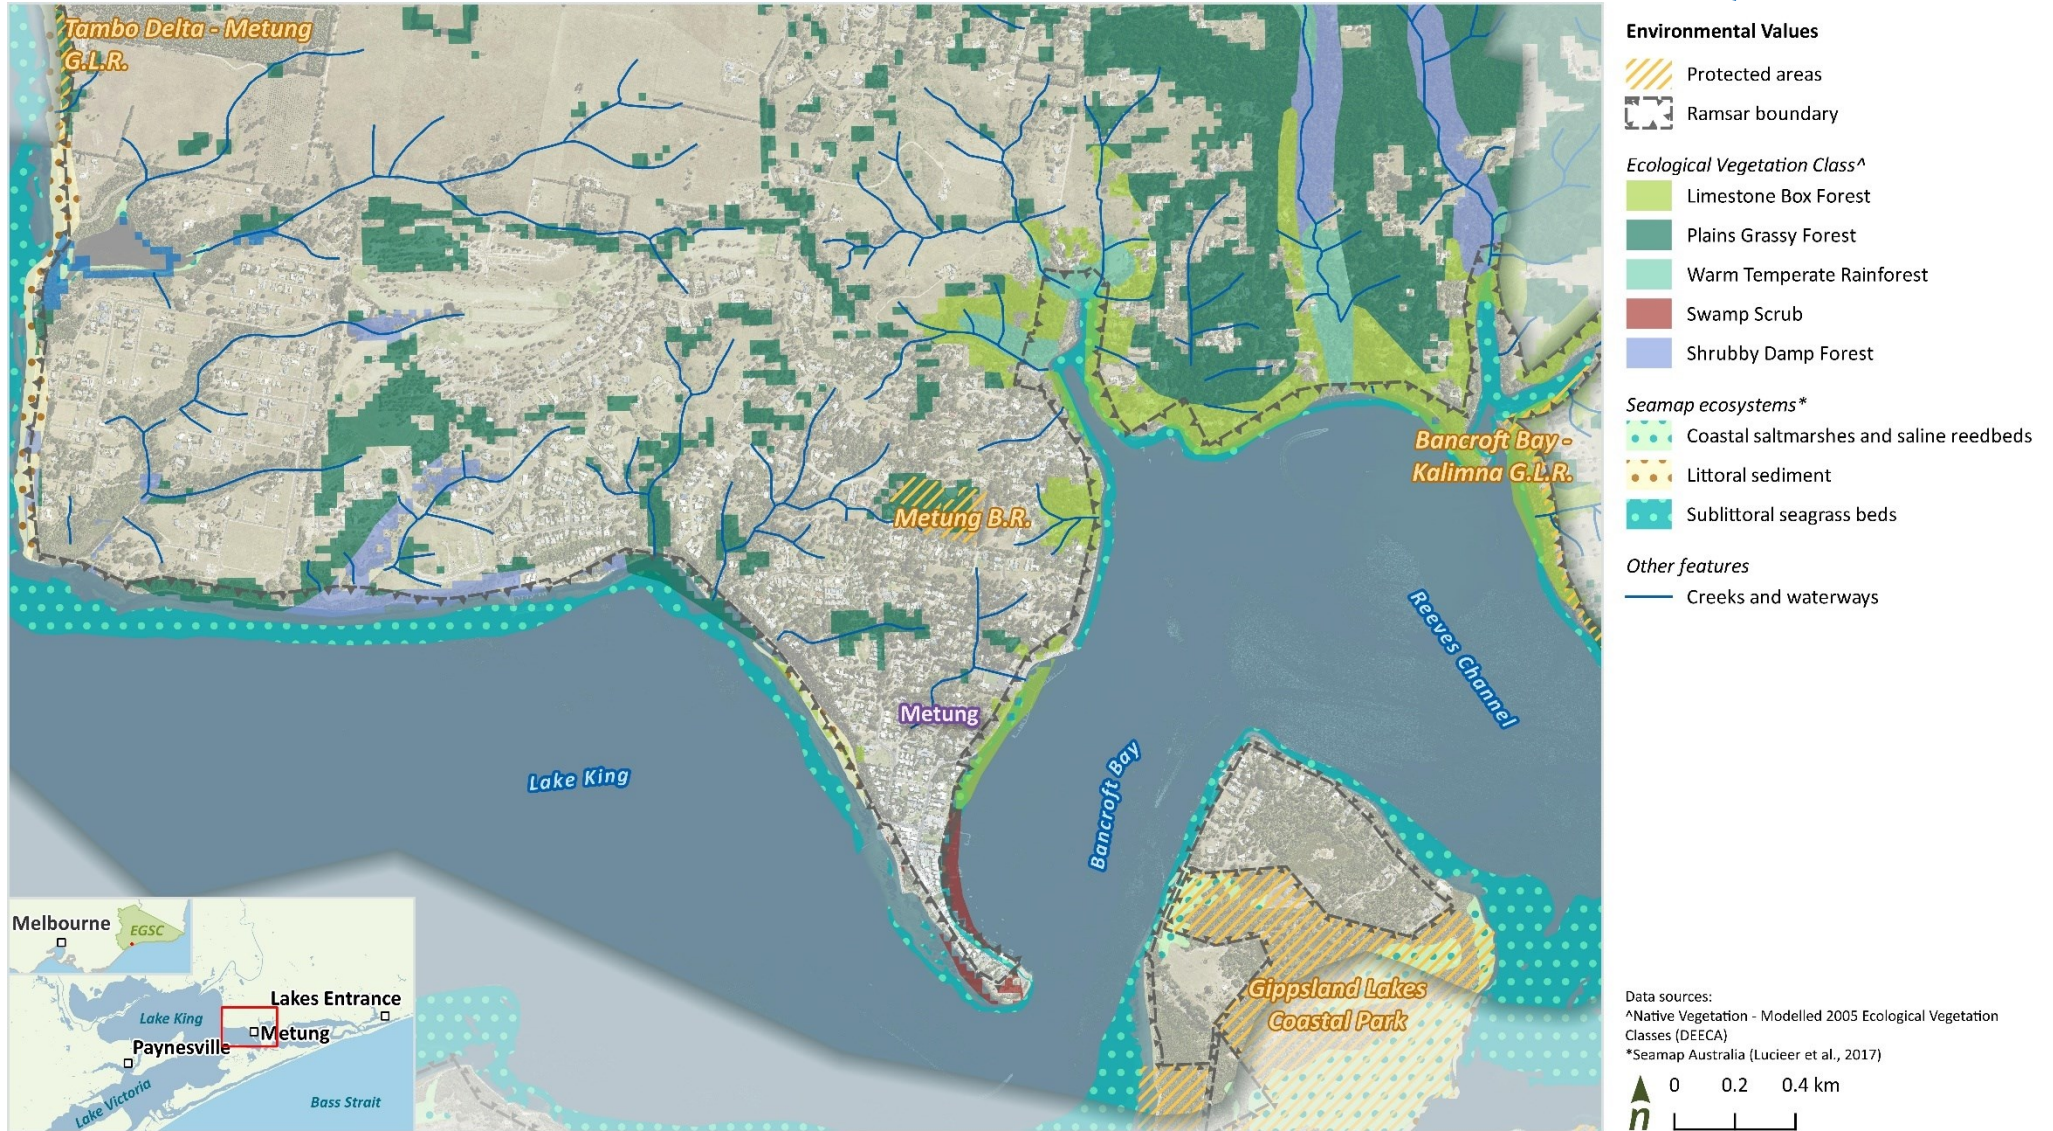 Tambo Delta - Metung
G.L.R.
Bancroft Bay -
Kalimna G.L.R.
Metung B.R.
Reeves Channel
Metung
Lake King
Bancroft Bay
Gippsland Lakes
Coastal Park
Melbourne
EGSC
Lakes Entrance
Lake King
Metung
Paynesville
Lake Victoria
Bass Strait
Environmental Values
Protected areas
Ramsar boundary
Ecological Vegetation Class^
Limestone Box Forest
Plains Grassy Forest
Warm Temperate Rainforest
Swamp Scrub
Shrubby Damp Forest
Seamap ecosystems*
Coastal saltmarshes and saline reedbeds
Littoral sediment
Sublittoral seagrass beds
Other features
Creeks and waterways
Data sources:
^Native Vegetation - Modelled 2005 Ecological Vegetation
Classes (DEECA)
*Seamap Australia (Lucieer et al., 2017)
0 0.2 0.4 km
n